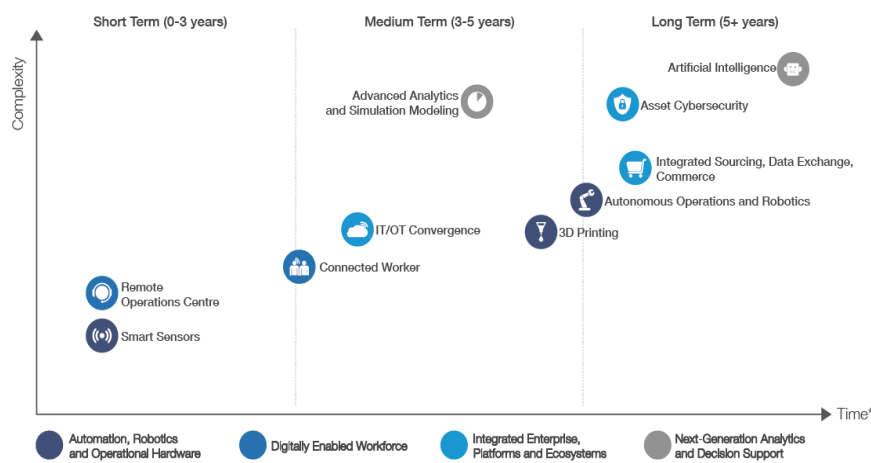 Short Term (0-3 years)
Medium Term (3-5 years)
Long Term (5+ years)
Complexity
Artificial Intelligence
Advanced Analytics
and Simulation Modeling
Asset Cybersecurity
Integrated Sourcing, Data Exchange,
Commerce
Autonomous Operations and Robotics
IT/OT Convergence
3D Printing
Connected Worker
Remote
Operations Centre
Smart Sensors
Time*
Automation, Robotics
and Operational Hardware
Digitally Enabled Workforce
Integrated Enterprise,
Platforms and Ecosystems
Next-Generation Analytics
and Decision Support